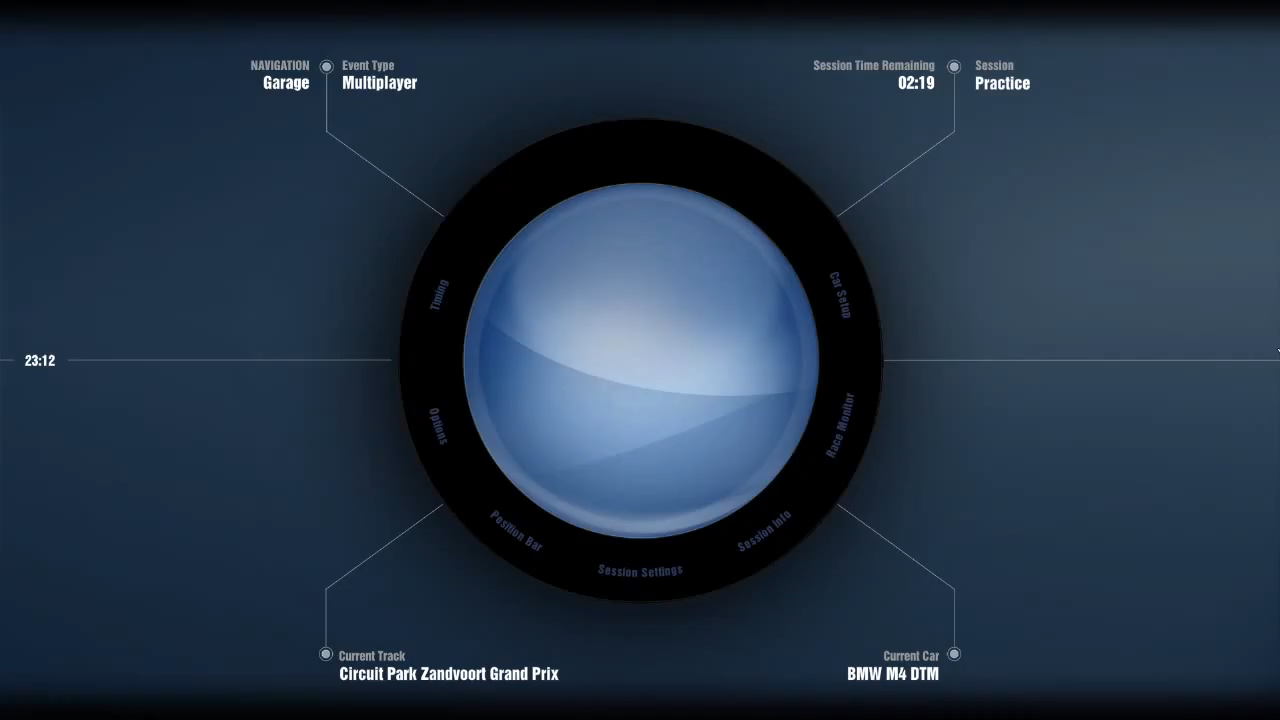 NAVIGATION
Garage
Event Type
Multiplayer
Session Time Remaining
02:19
Session
Practice
Timing
Car Setup
23:12
Options
Race Monitor
Position Bar
Session Info
Session Settings
Current Track
Circuit Park Zandvoort Grand Prix
Current Car
BMW M4 DTM